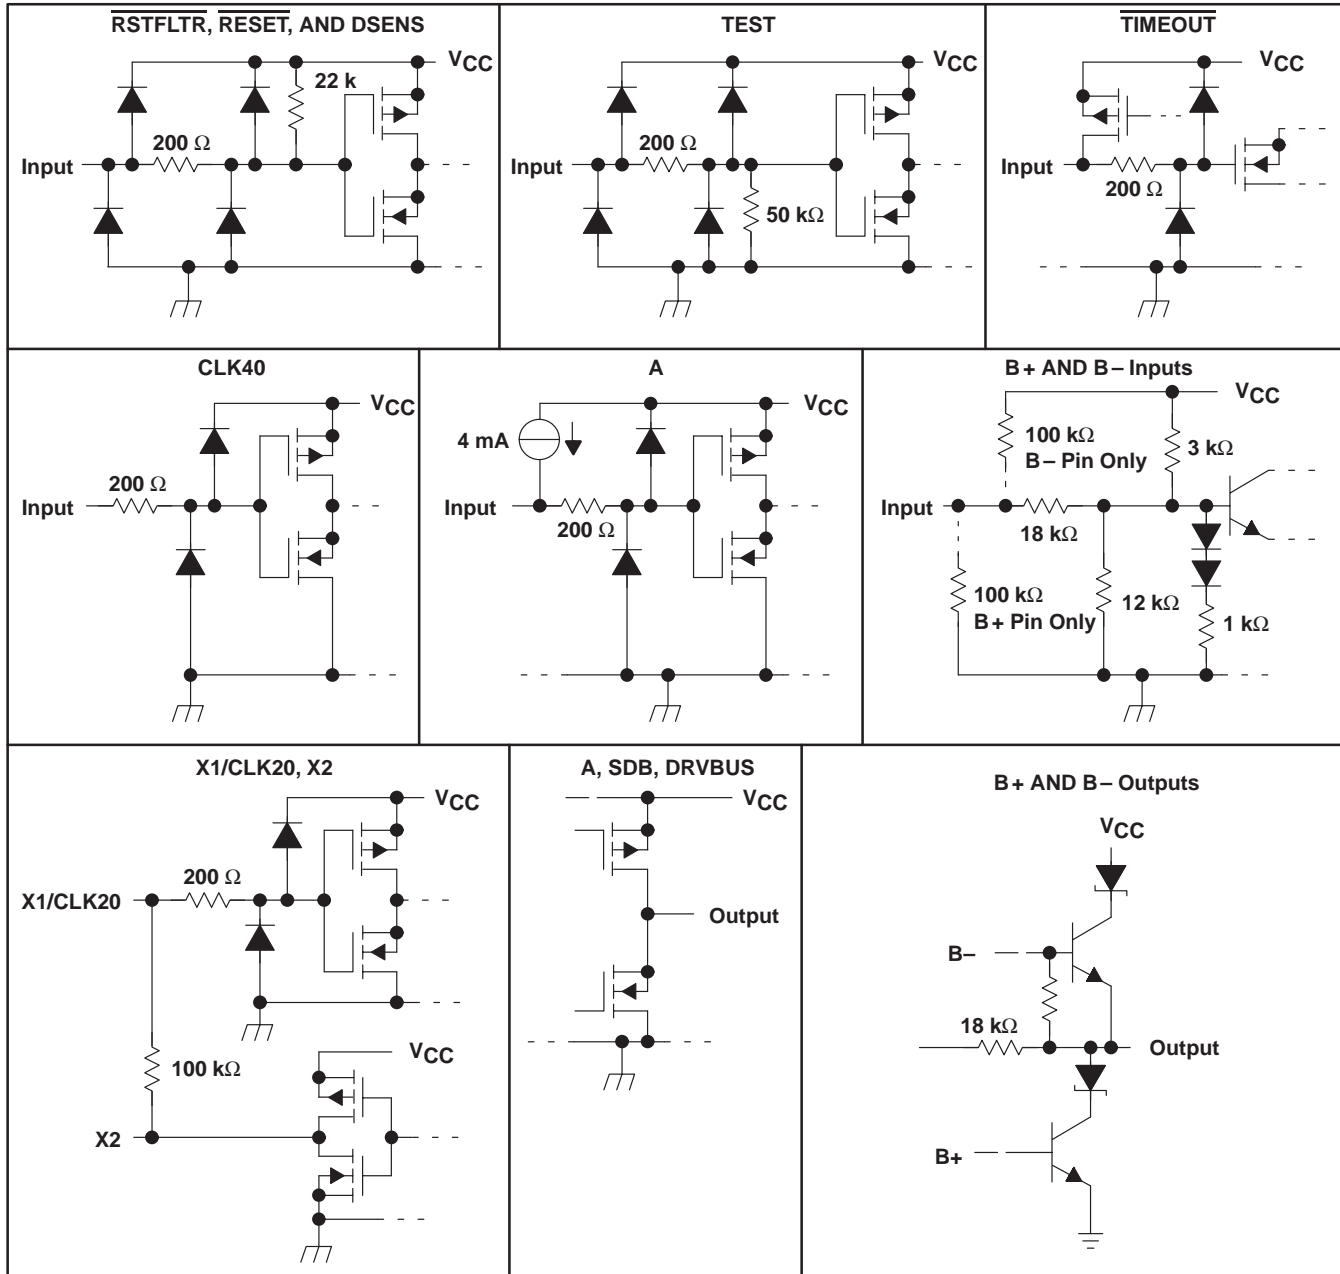 RSTFLTR, RESET, AND DSENS
VCC
22 k
200 Ω
Input
TEST
VCC
200 Ω
Input
50 kΩ
TIMEOUT
VCC
Input
200 Ω
CLK40
VCC
200 Ω
Input
A
VCC
4 mA
Input
200 Ω
B+ AND B– Inputs
VCC
100 kΩ
B– Pin Only
3 kΩ
Input
18 kΩ
100 kΩ
B+ Pin Only
12 kΩ
1 kΩ
X1/CLK20, X2
VCC
200 Ω
X1/CLK20
100 kΩ
VCC
X2
A, SDB, DRVBUS
VCC
Output
B+ AND B– Outputs
VCC
B–
18 kΩ
Output
B+